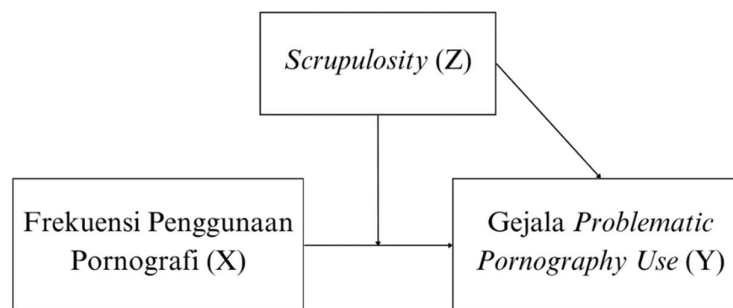 Scrupulosity (Z)
Frekuensi Penggunaan
Pornografi (X)
Gejala Problematic
Pornography Use (Y)